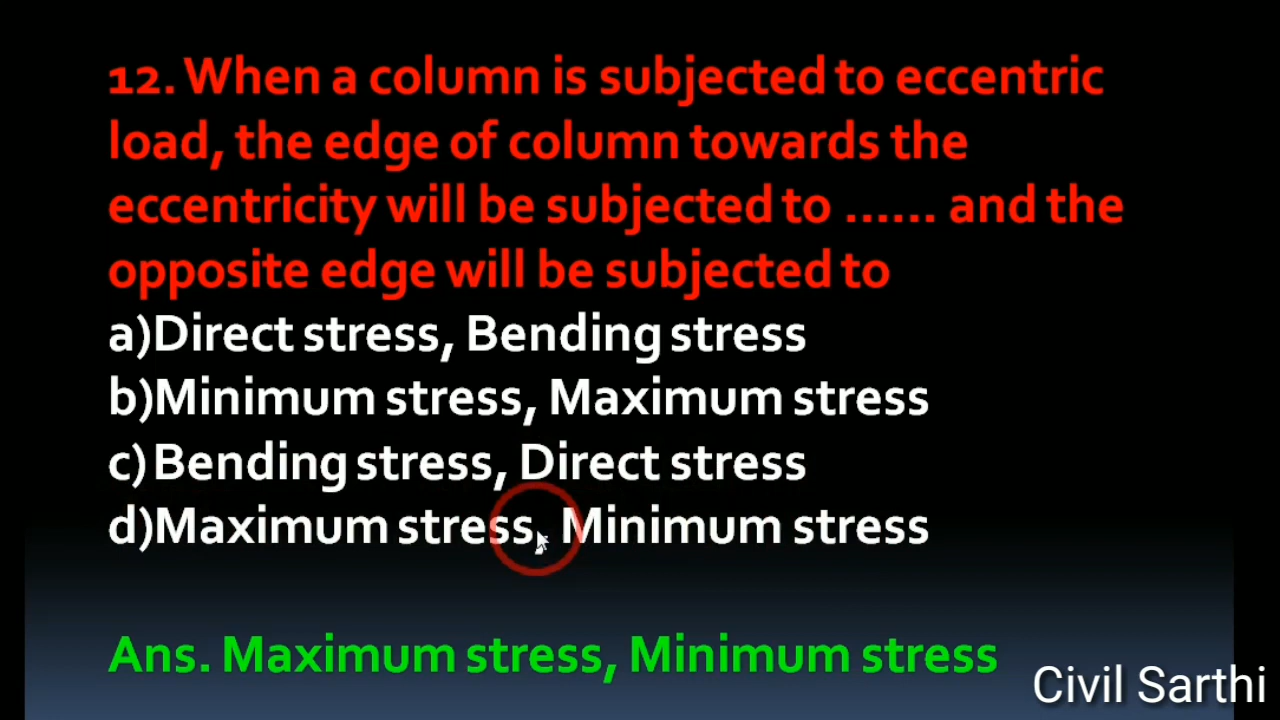 12. When a column is subjected to eccentric
load, the edge of column towards the
eccentricity will be subjected to ...... and the
opposite edge will be subjected to
a)Direct stress, Bending stress
b)Minimum stress, Maximum stress
c)Bending stress, Direct stress
d)Maximum stress, Minimum stress
Ans. Maximum stress, Minimum stress
Civil Sarthi